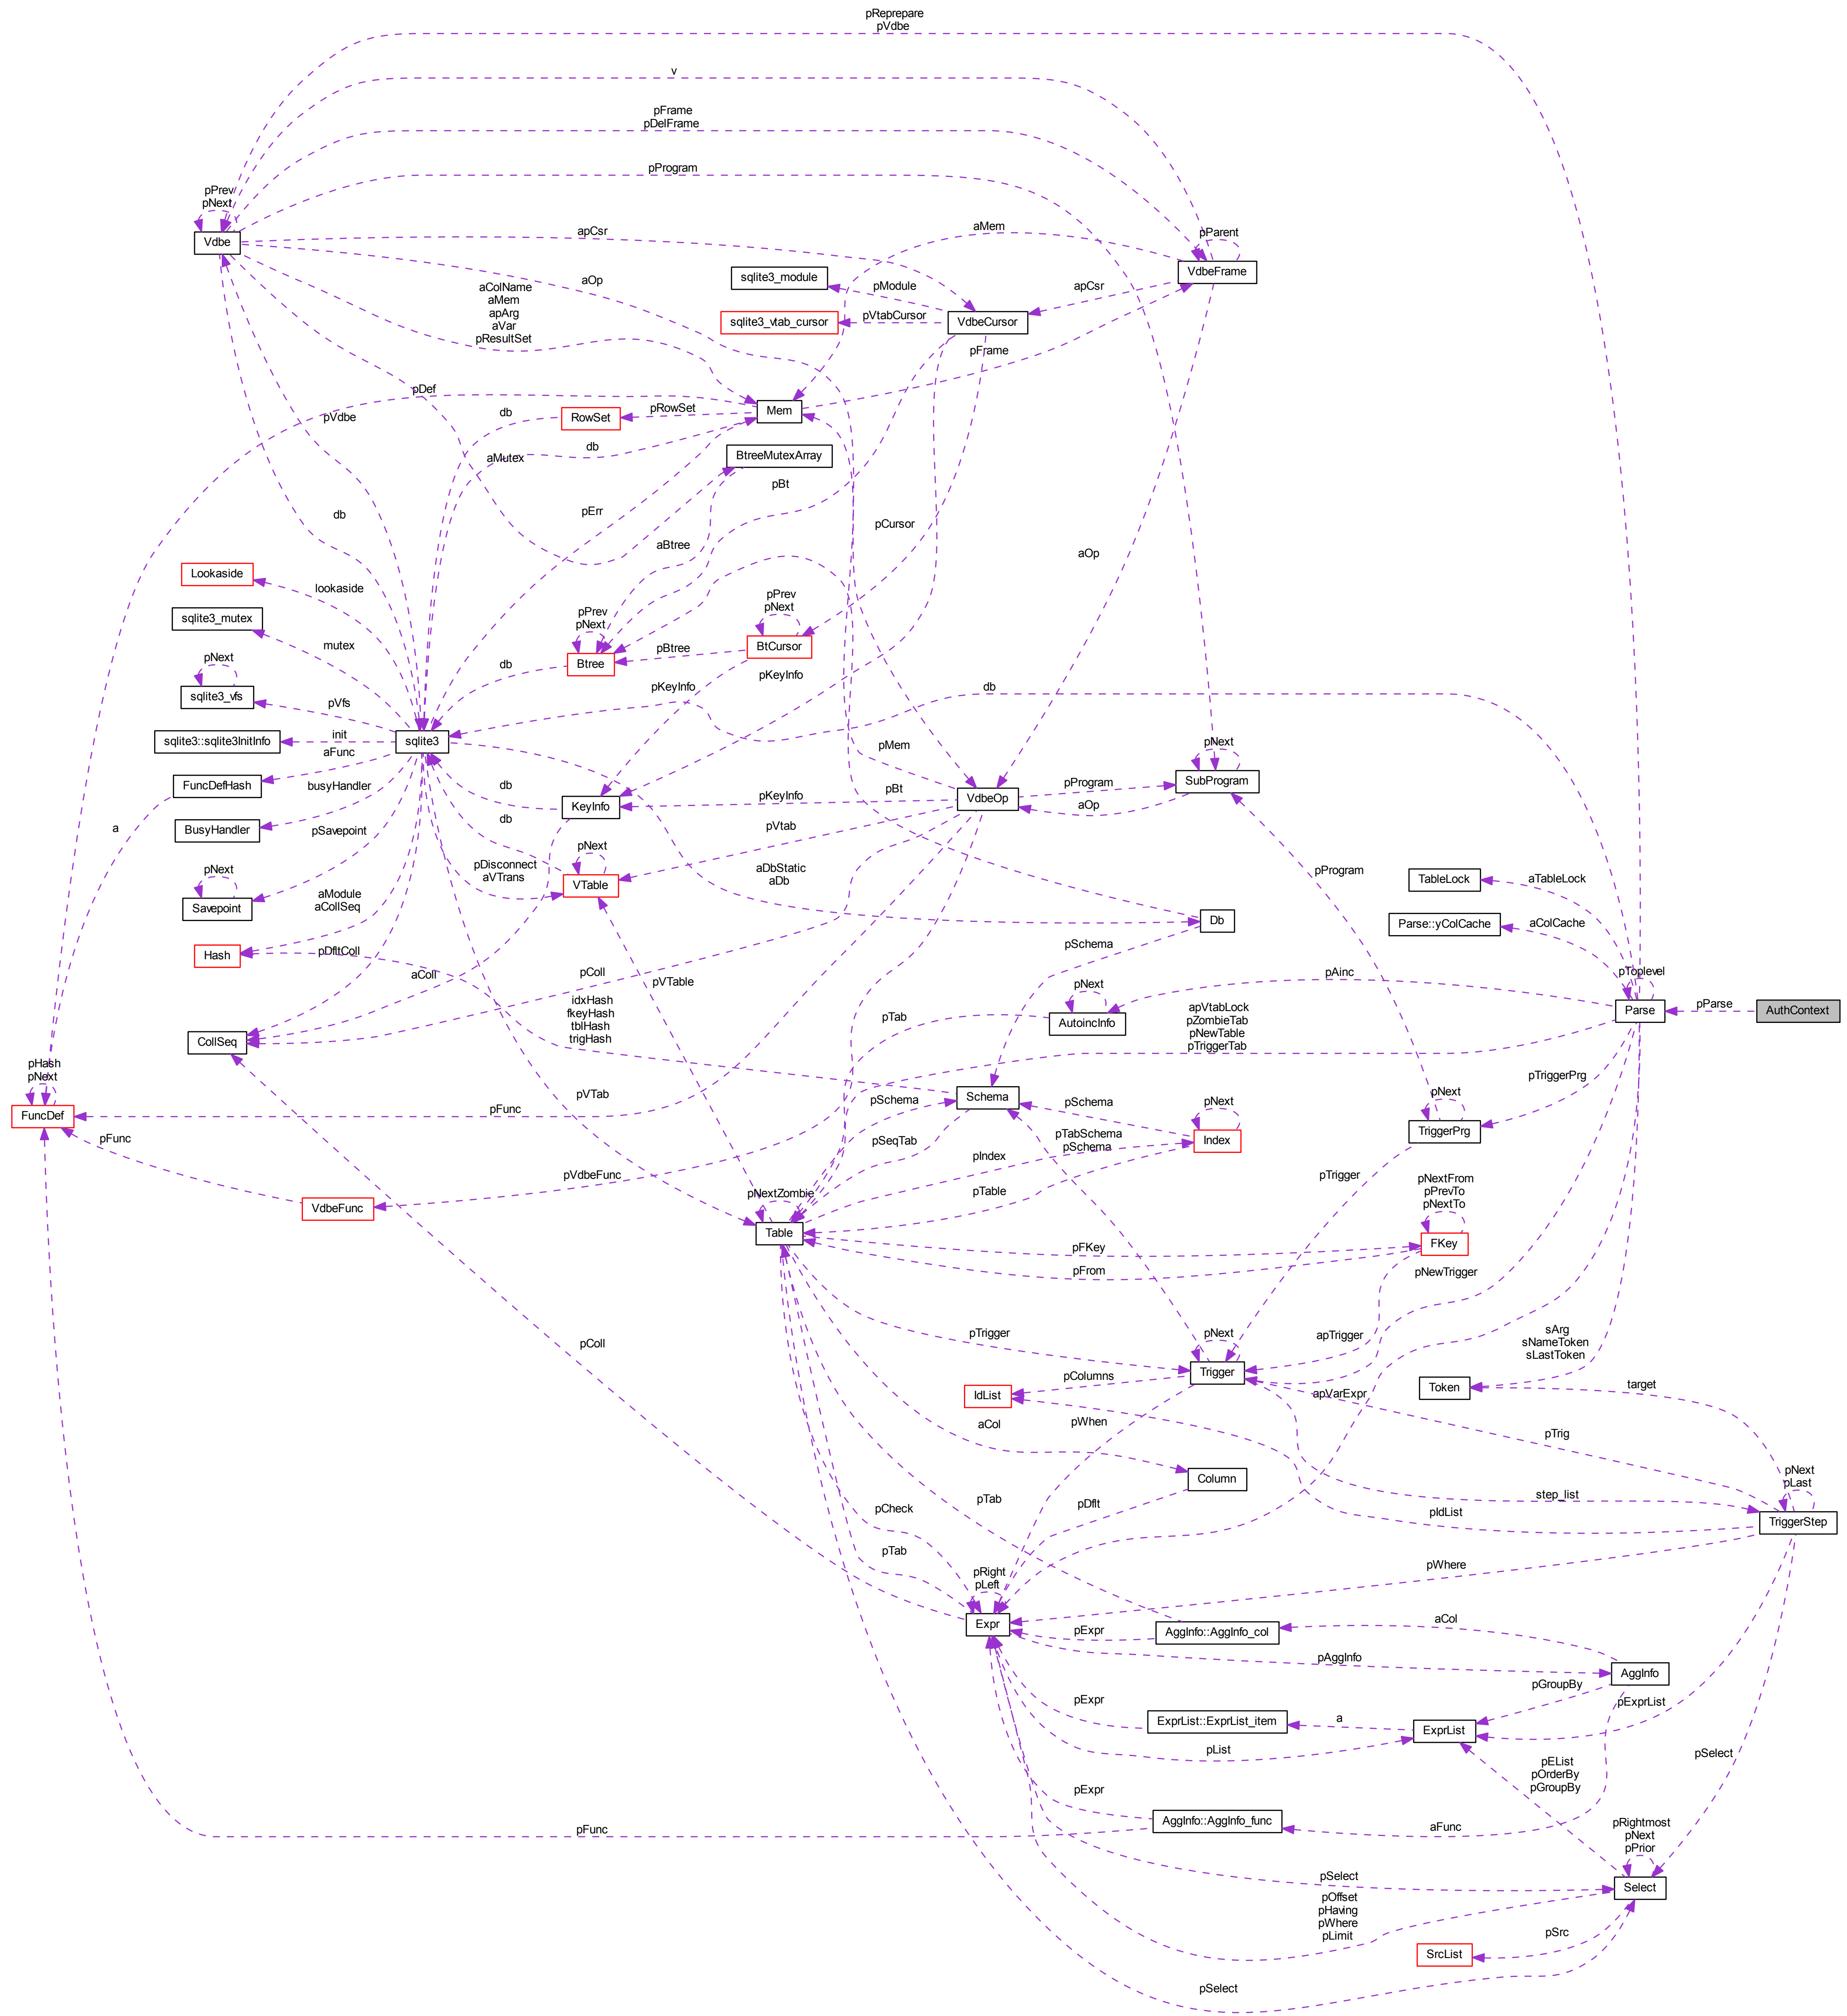 pReprepare
pVdbe
v
pFrame
pDelFrame
pProgram
pPrev
pNext
Vdbe
apCsr
aMem
pParent
VdbeFrame
sqlite3_module
pModule
apCsr
aOp
aColName
aMem
apArg
aVar
pResultSet
sqlite3_vtab_cursor
pVtabCursor
VdbeCursor
pFrame
pDef
pVdbe
db
RowSet
pRowSet
Mem
aMutex
db
BtreeMutexArray
pBt
db
pErr
pCursor
aBtree
aOp
Lookaside
lookaside
pPrev
pNext
pPrev
pNext
sqlite3_mutex
mutex
BtCursor
pBtree
Btree
db
pNext
sqlite3_vfs
pVfs
pKeyInfo
pKeyInfo
db
sqlite3::sqlite3InitInfo
init
sqlite3
aFunc
pMem
pNext
SubProgram
FuncDefHash
busyHandler
db
KeyInfo
pKeyInfo
pBt
VdbeOp
pProgram
aOp
a
BusyHandler
pSavepoint
db
pVtab
pNext
pNext
Savepoint
pDisconnect
aVTrans
VTable
aDbStatic
aDb
pProgram
TableLock
aTableLock
aModule
aCollSeq
Db
Parse::yColCache
aColCache
Hash
pDfltColl
aColl
pColl
pSchema
pToplevel
pVTable
pNext
pAinc
Parse
pParse
AuthContext
idxHash
fkeyHash
tblHash
trigHash
pTab
AutoincInfo
apVtabLock
pZombieTab
pNewTable
pTriggerTab
CollSeq
pHash
pNext
FuncDef
pFunc
pVTab
pSchema
Schema
pSchema
pNext
pTriggerPrg
pNext
TriggerPrg
pFunc
pSeqTab
pTabSchema
pSchema
Index
pVdbeFunc
pIndex
pTable
pTrigger
pNextFrom
pPrevTo
pNextTo
VdbeFunc
pNextZombie
Table
pFKey
FKey
pFrom
pNewTrigger
pTrigger
pNext
apTrigger
sArg
sNameToken
sLastToken
pColl
Trigger
IdList
pColumns
apVarExpr
Token
target
aCol
pWhen
pTrig
Column
pNext
pLast
pCheck
pTab
pDflt
pIdList
step_list
TriggerStep
pTab
pRight
pLeft
pWhere
Expr
pExpr
AggInfo::AggInfo_col
aCol
pAggInfo
AggInfo
pGroupBy
pExprList
pExpr
ExprList::ExprList_item
a
ExprList
pList
pSelect
pEList
pOrderBy
pGroupBy
pExpr
AggInfo::AggInfo_func
aFunc
pFunc
pRightmost
pNext
pPrior
pSelect
Select
pOffset
pHaving
pWhere
pLimit
pSrc
SrcList
pSelect